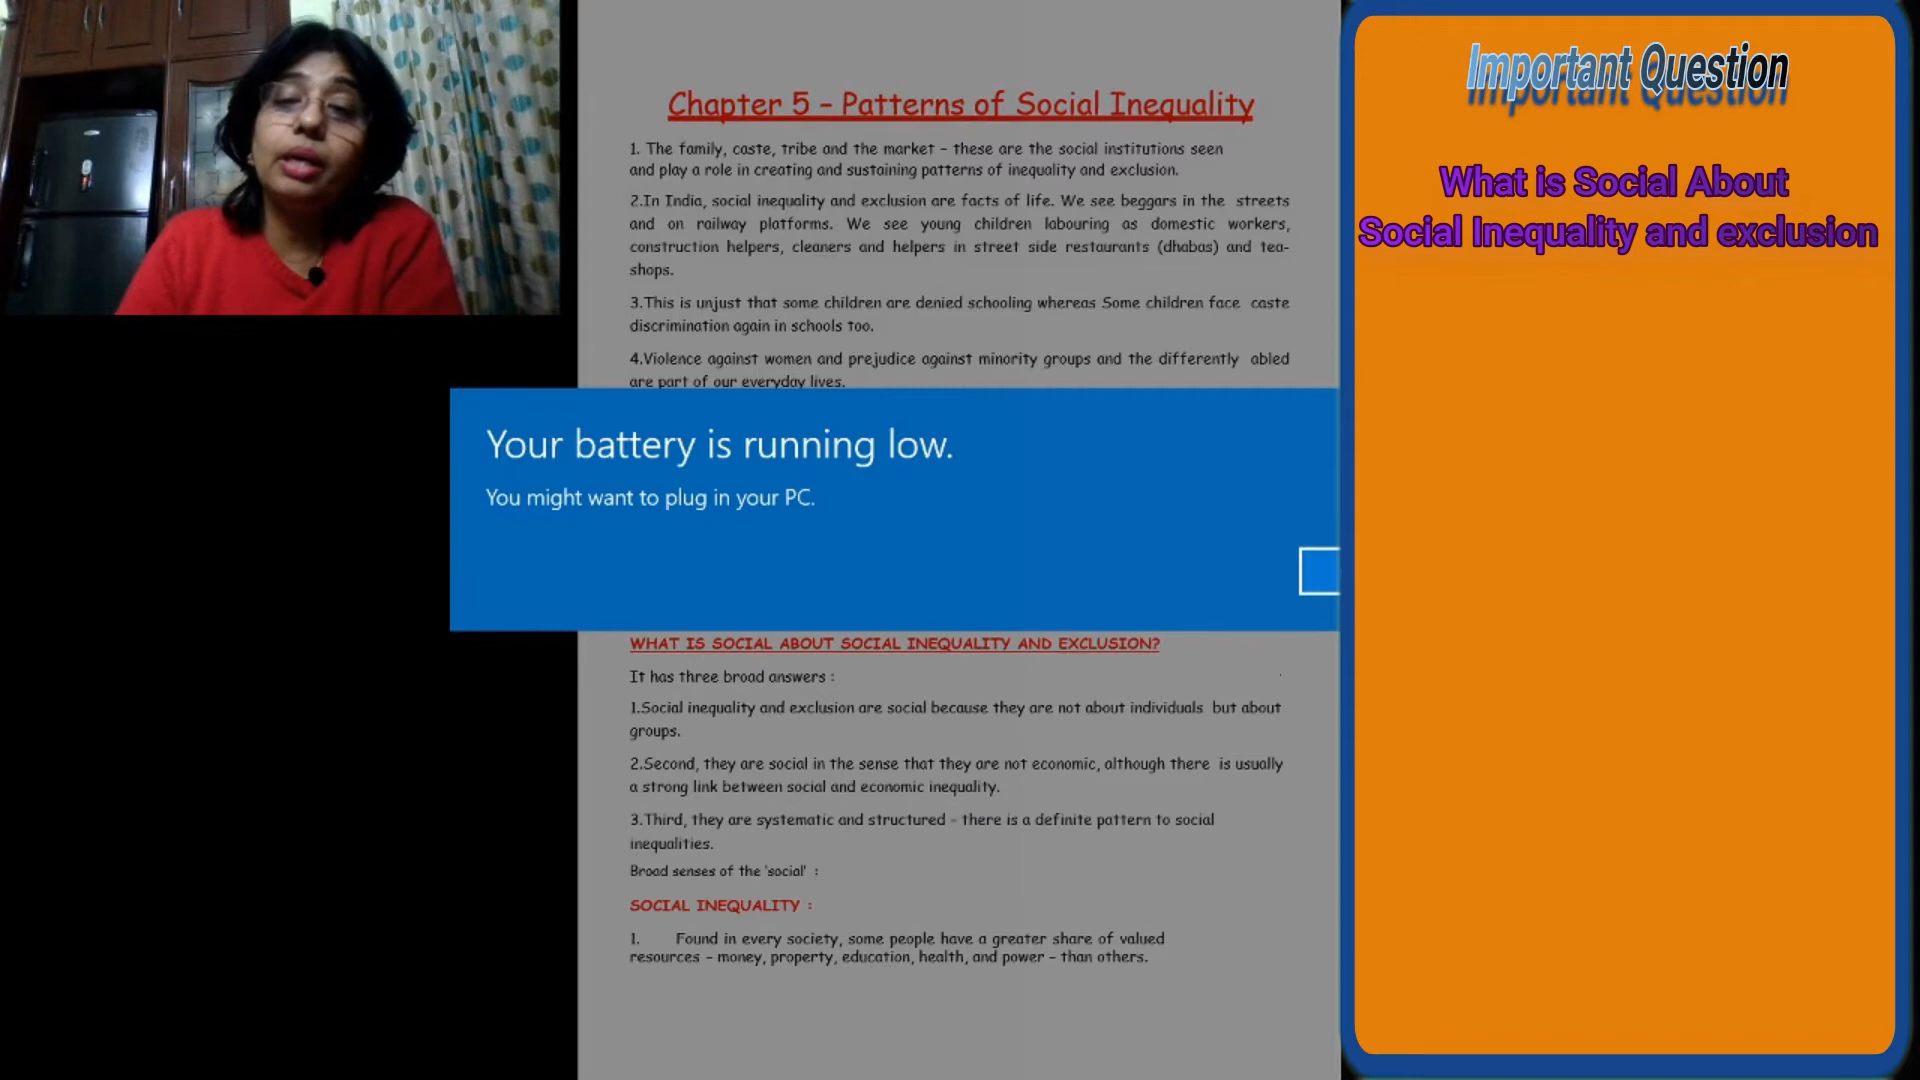 Chapter 5 – Patterns of Social Inequality
1. The family, caste, tribe and the market – these are the social institutions seen
and play a role in creating and sustaining patterns of inequality and exclusion.
2.In India, social inequality and exclusion are facts of life. We see beggars in the streets
and on railway platforms. We see young children labouring as domestic workers,
construction helpers, cleaners and helpers in street side restaurants (dhabas) and tea-
shops.
3.This is unjust that some children are denied schooling whereas Some children face caste
discrimination again in schools too.
4.Violence against women and prejudice against minority groups and the differently abled
are part of our everyday lives.
Your battery is running low.
You might want to plug in your PC.
WHAT IS SOCIAL ABOUT SOCIAL INEQUALITY AND EXCLUSION?
It has three broad answers :
1.Social inequality and exclusion are social because they are not about individuals but about
groups.
2.Second, they are social in the sense that they are not economic, although there is usually
a strong link between social and economic inequality.
3.Third, they are systematic and structured – there is a definite pattern to social
inequalities.
Broad senses of the 'social' :
SOCIAL INEQUALITY :
1. Found in every society, some people have a greater share of valued
resources – money, property, education, health, and power – than others.
Important Question
What is Social About
Social Inequality and exclusion